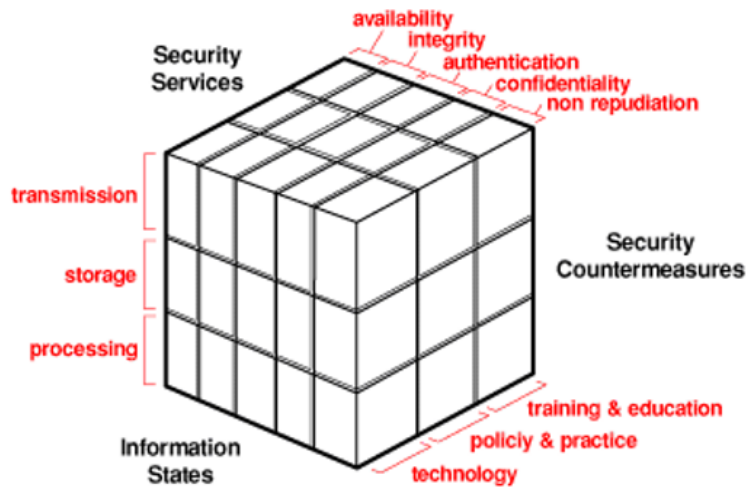 availability
integrity
authentication
confidentiality
non repudiation
Security
Services
transmission
storage
processing
Security
Countermeasures
training & education
policiy & practice
technology
Information
States